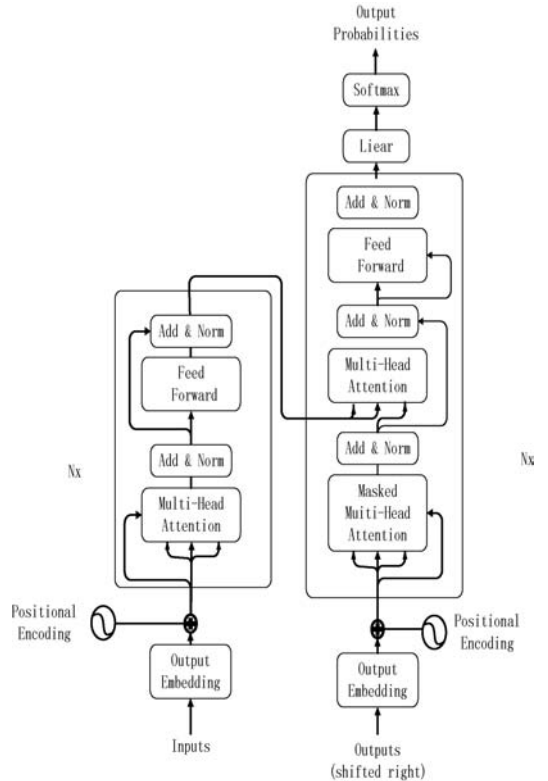 Output
Probabilities
Softmax
Liear
Add & Norm
Feed
Forward
Add & Norm
Multi-Head
Attention
Add & Norm
Masked
Muiti-Head
Attention
Nx
Positional
Encoding
Output
Embedding
Outputs
(shifted right)
Add & Norm
Feed
Forward
Add & Norm
Multi-Head
Attention
Nx
Positional
Encoding
Output
Embedding
Inputs